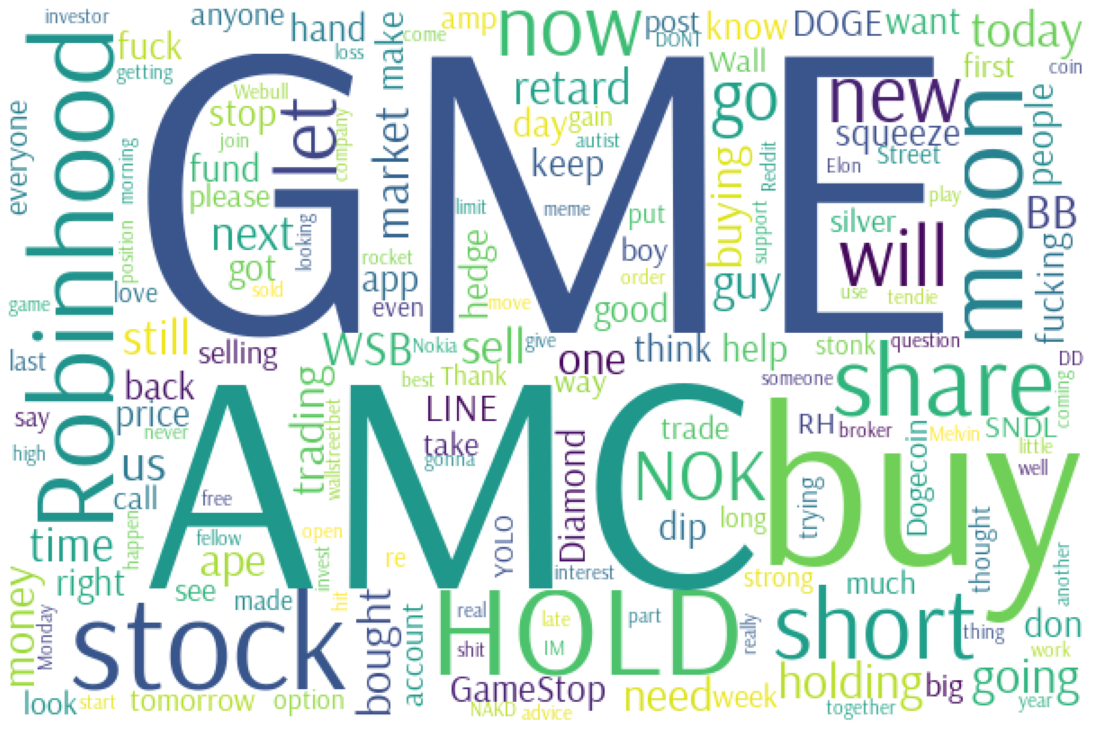 investor
anyone
hand
make
come
amp
now
post
DONT
know
DOGE
want
today
fuck
getting
loss
Wall
first
coin
everyone
morning
Robinhood
GME
Webull
stop
join
let
company
fund
please
market
retard
day
gain
autist
keep
go
new
squeeze
Elon
Street
Reddit
moon
people
next
got
looking
limit
meme
put
buying
support
play
silver
will
BB
fucking
position
rocket
app
hedge
boy
order
guy
use
tendie
game
love
sold
even
move
good
last
still
selling
WSB
Nokia
sell
give
one
think
help
stonk
question
DD
back
best
Thank
way
someone
share
coming
say
price
never
trading
wallstreetbet
LINE
take
gonna
AMC
trade
RH
broker
Melvin
SNDL
little
high
us
call
free
Diamond
NOK
buy
Dogecoin
well
time
happen
fellow
open
YOLO
dip
long
trying
thought
right
ape
invest
re
interest
strong
much
another
money
see
made
hit
Monday
stock
bought
account
HOLD
real
shit
late
IM
part
really
short
thing
don
work
look
start
tomorrow
option
GameStop
NAKD
advice
need
week
holding
together
big
going
year